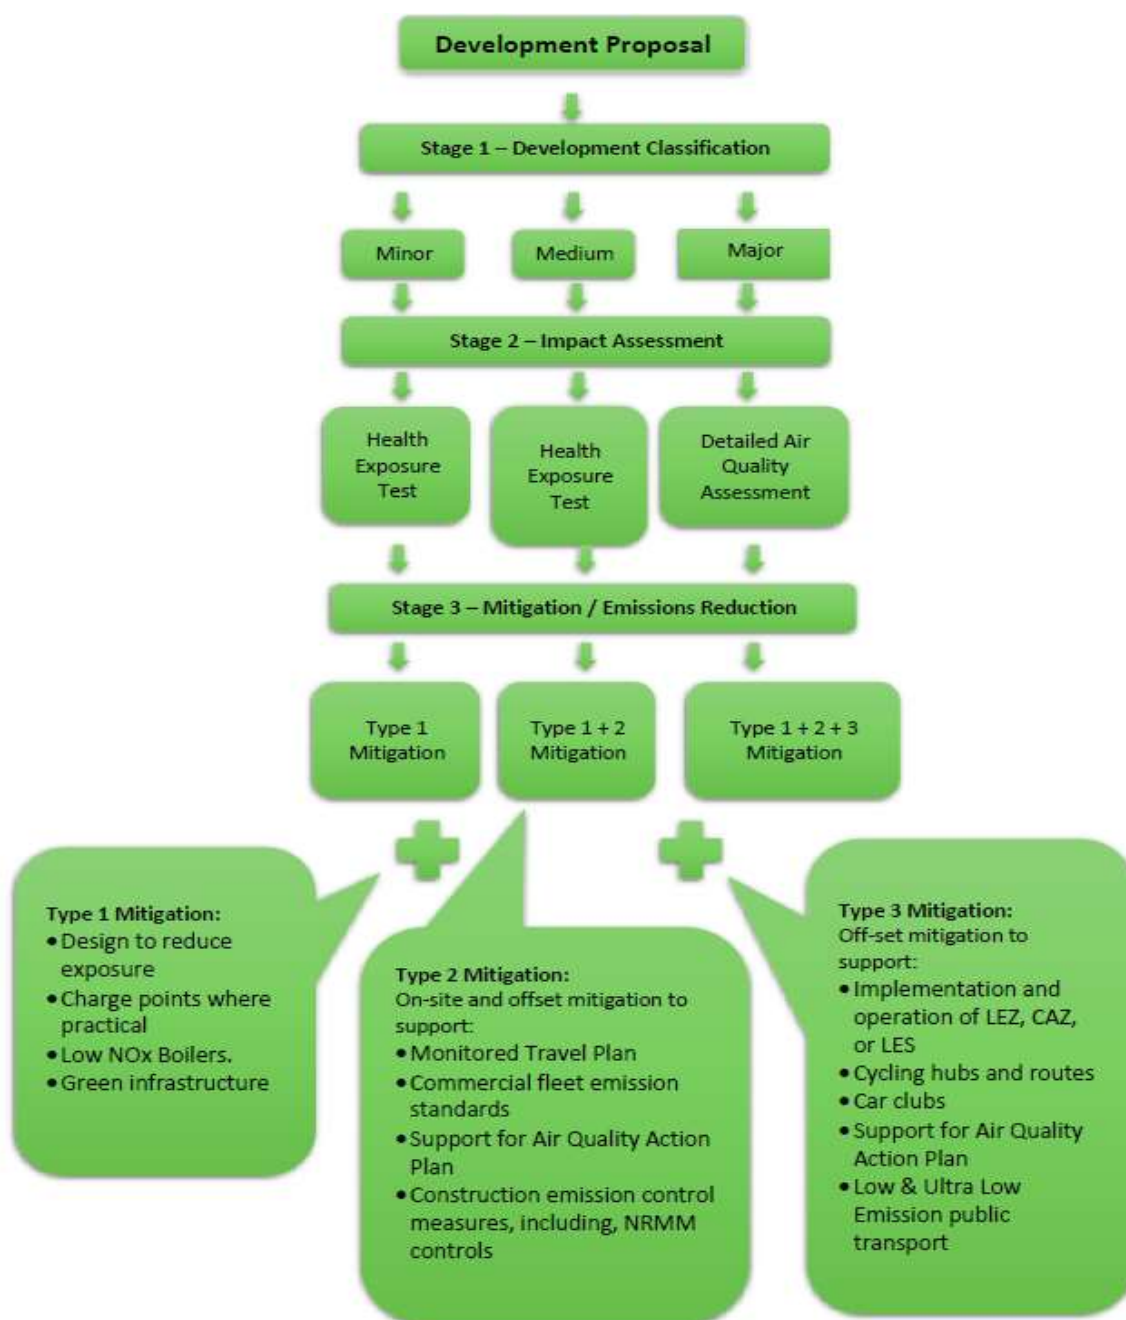 Development Proposal
Stage 1 – Development Classification
Minor
Medium
Major
Stage 2 – Impact Assessment
Health
Exposure
Test
Health
Exposure
Test
Detailed Air
Quality
Assessment
Stage 3 – Mitigation / Emissions Reduction
Type 1
Mitigation
Type 1 + 2
Mitigation
Type 1 + 2 + 3
Mitigation
Type 1 Mitigation:
• Design to reduce
exposure
• Charge points where
practical
• Low NOx Boilers.
• Green infrastructure
Type 2 Mitigation:
On-site and offset mitigation to
support:
• Monitored Travel Plan
• Commercial fleet emission
standards
• Support for Air Quality Action
Plan
• Construction emission control
measures, including, NRMM
controls
Type 3 Mitigation:
Off-set mitigation to
support:
• Implementation and
operation of LEZ, CAZ,
or LES
• Cycling hubs and routes
• Car clubs
• Support for Air Quality
Action Plan
• Low & Ultra Low
Emission public
transport